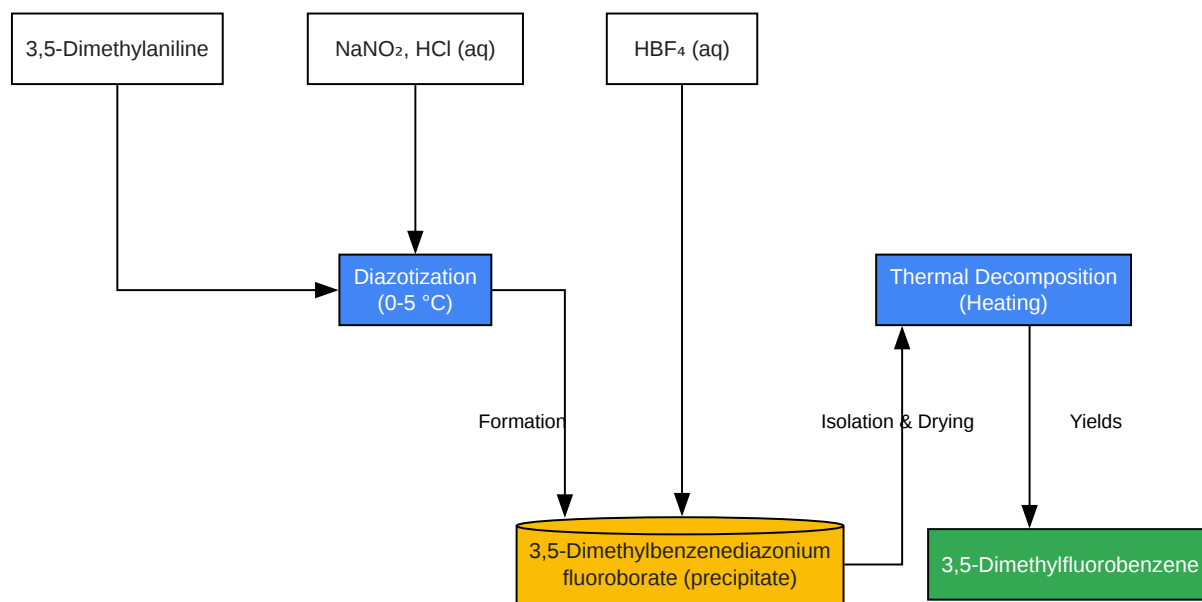 3,5-Dimethylaniline
NaNO₂, HCl (aq)
HBF₄ (aq)
Diazotization
(0-5 °C)
Thermal Decomposition
(Heating)
Formation
Isolation & Drying
Yields
3,5-Dimethylbenzenediazonium
fluoroborate (precipitate)
3,5-Dimethylfluorobenzene